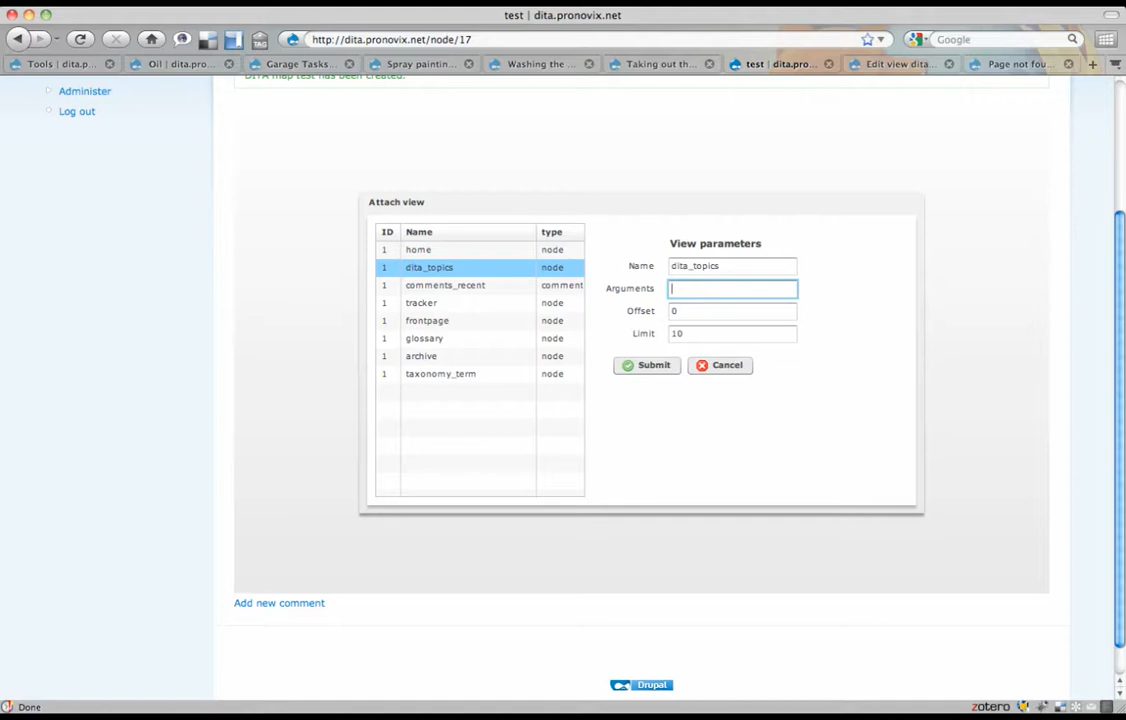 test | dita.pronovix.net
http://dita.pronovix.net/node/17
Google
TAG
Tools | dita.p...
Oil | dita.pro...
Garage Tasks...
Spray paintin...
Washing the ...
Taking out th...
test | dita.pro...
Edit view dita...
Page not fou...
DITA map test has been created.
Administer
Log out
Attach view
ID Name type
1 home node
1 dita_topics node
1 comments_recent comment
1 tracker node
1 frontpage node
1 glossary node
1 archive node
1 taxonomy_term node
View parameters
Name dita_topics
Arguments
Offset 0
Limit 10
Submit Cancel
Add new comment
Drupal
Done
zotero